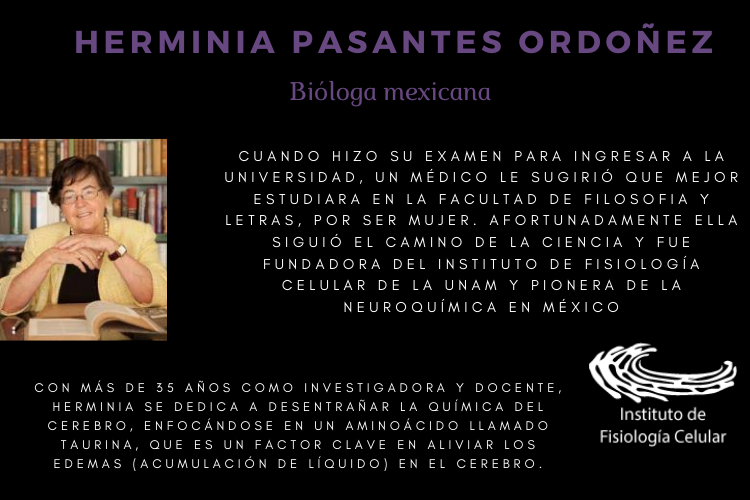 HERMINIA PASANTES ORDOÑEZ
Bióloga mexicana
CUANDO HIZO SU EXAMEN PARA INGRESAR A LA
UNIVERSIDAD, UN MÉDICO LE SUGIRIÓ QUE MEJOR
ESTUDIARA EN LA FACULTAD DE FILOSOFIA Y
LETRAS, POR SER MUJER. AFORTUNADAMENTE ELLA
SIGUIÓ EL CAMINO DE LA CIENCIA Y FUE
FUNDADORA DEL INSTITUTO DE FISIOLOGÍA
CELULAR DE LA UNAM Y PIONERA DE LA
NEUROQUÍMICA EN MÉXICO
CON MÁS DE 35 AÑOS COMO INVESTIGADORA Y DOCENTE,
HERMINIA SE DEDICA A DESENTRAÑAR LA QUÍMICA DEL
CEREBRO, ENFOCÁNDOSE EN UN AMINOÁCIDO LLAMADO
TAURINA, QUE ES UN FACTOR CLAVE EN ALIVIAR LOS
EDEMAS (ACUMULACIÓN DE LÍQUIDO) EN EL CEREBRO.
Instituto de
Fisiología Celular